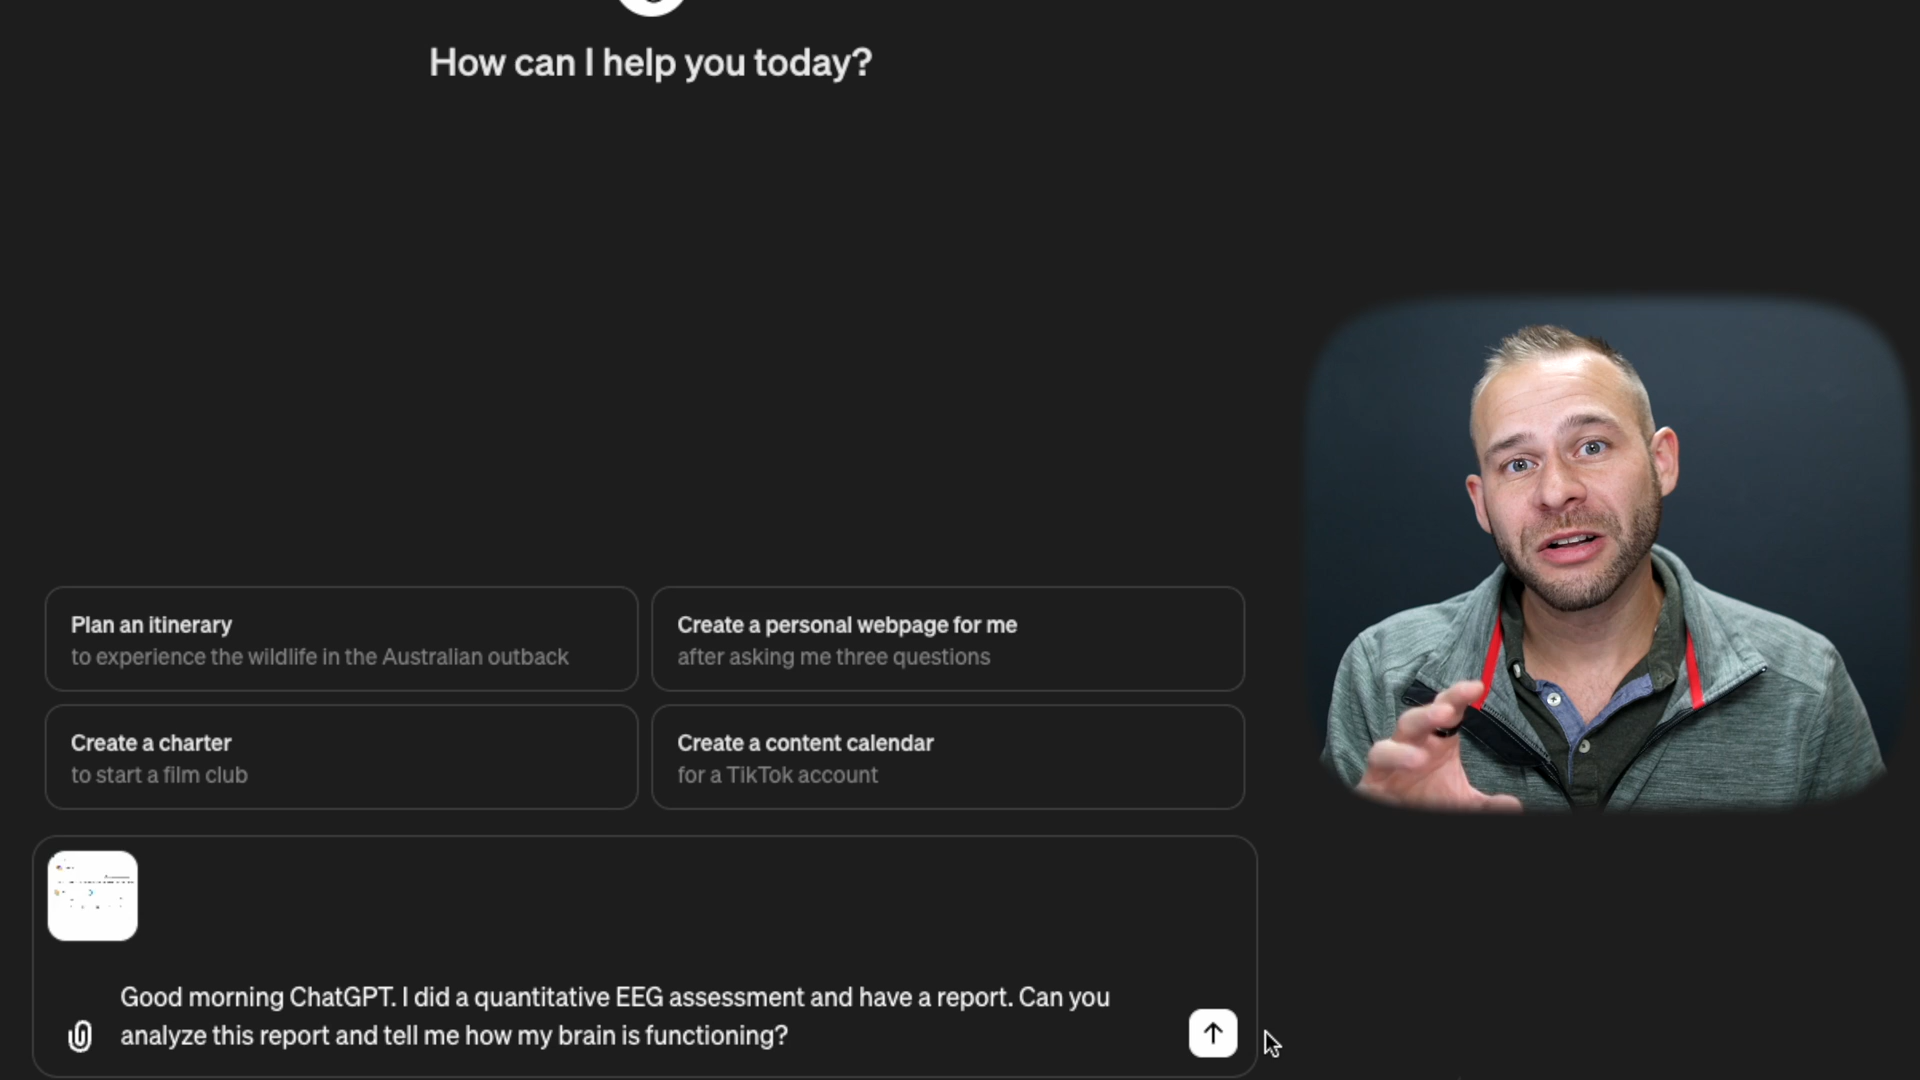 How can I help you today?
Plan an itinerary
to experience the wildlife in the Australian outback
Create a personal webpage for me
after asking me three questions
Create a charter
to start a film club
Create a content calendar
for a TikTok account
Good morning ChatGPT. I did a quantitative EEG assessment and have a report. Can you
analyze this report and tell me how my brain is functioning?